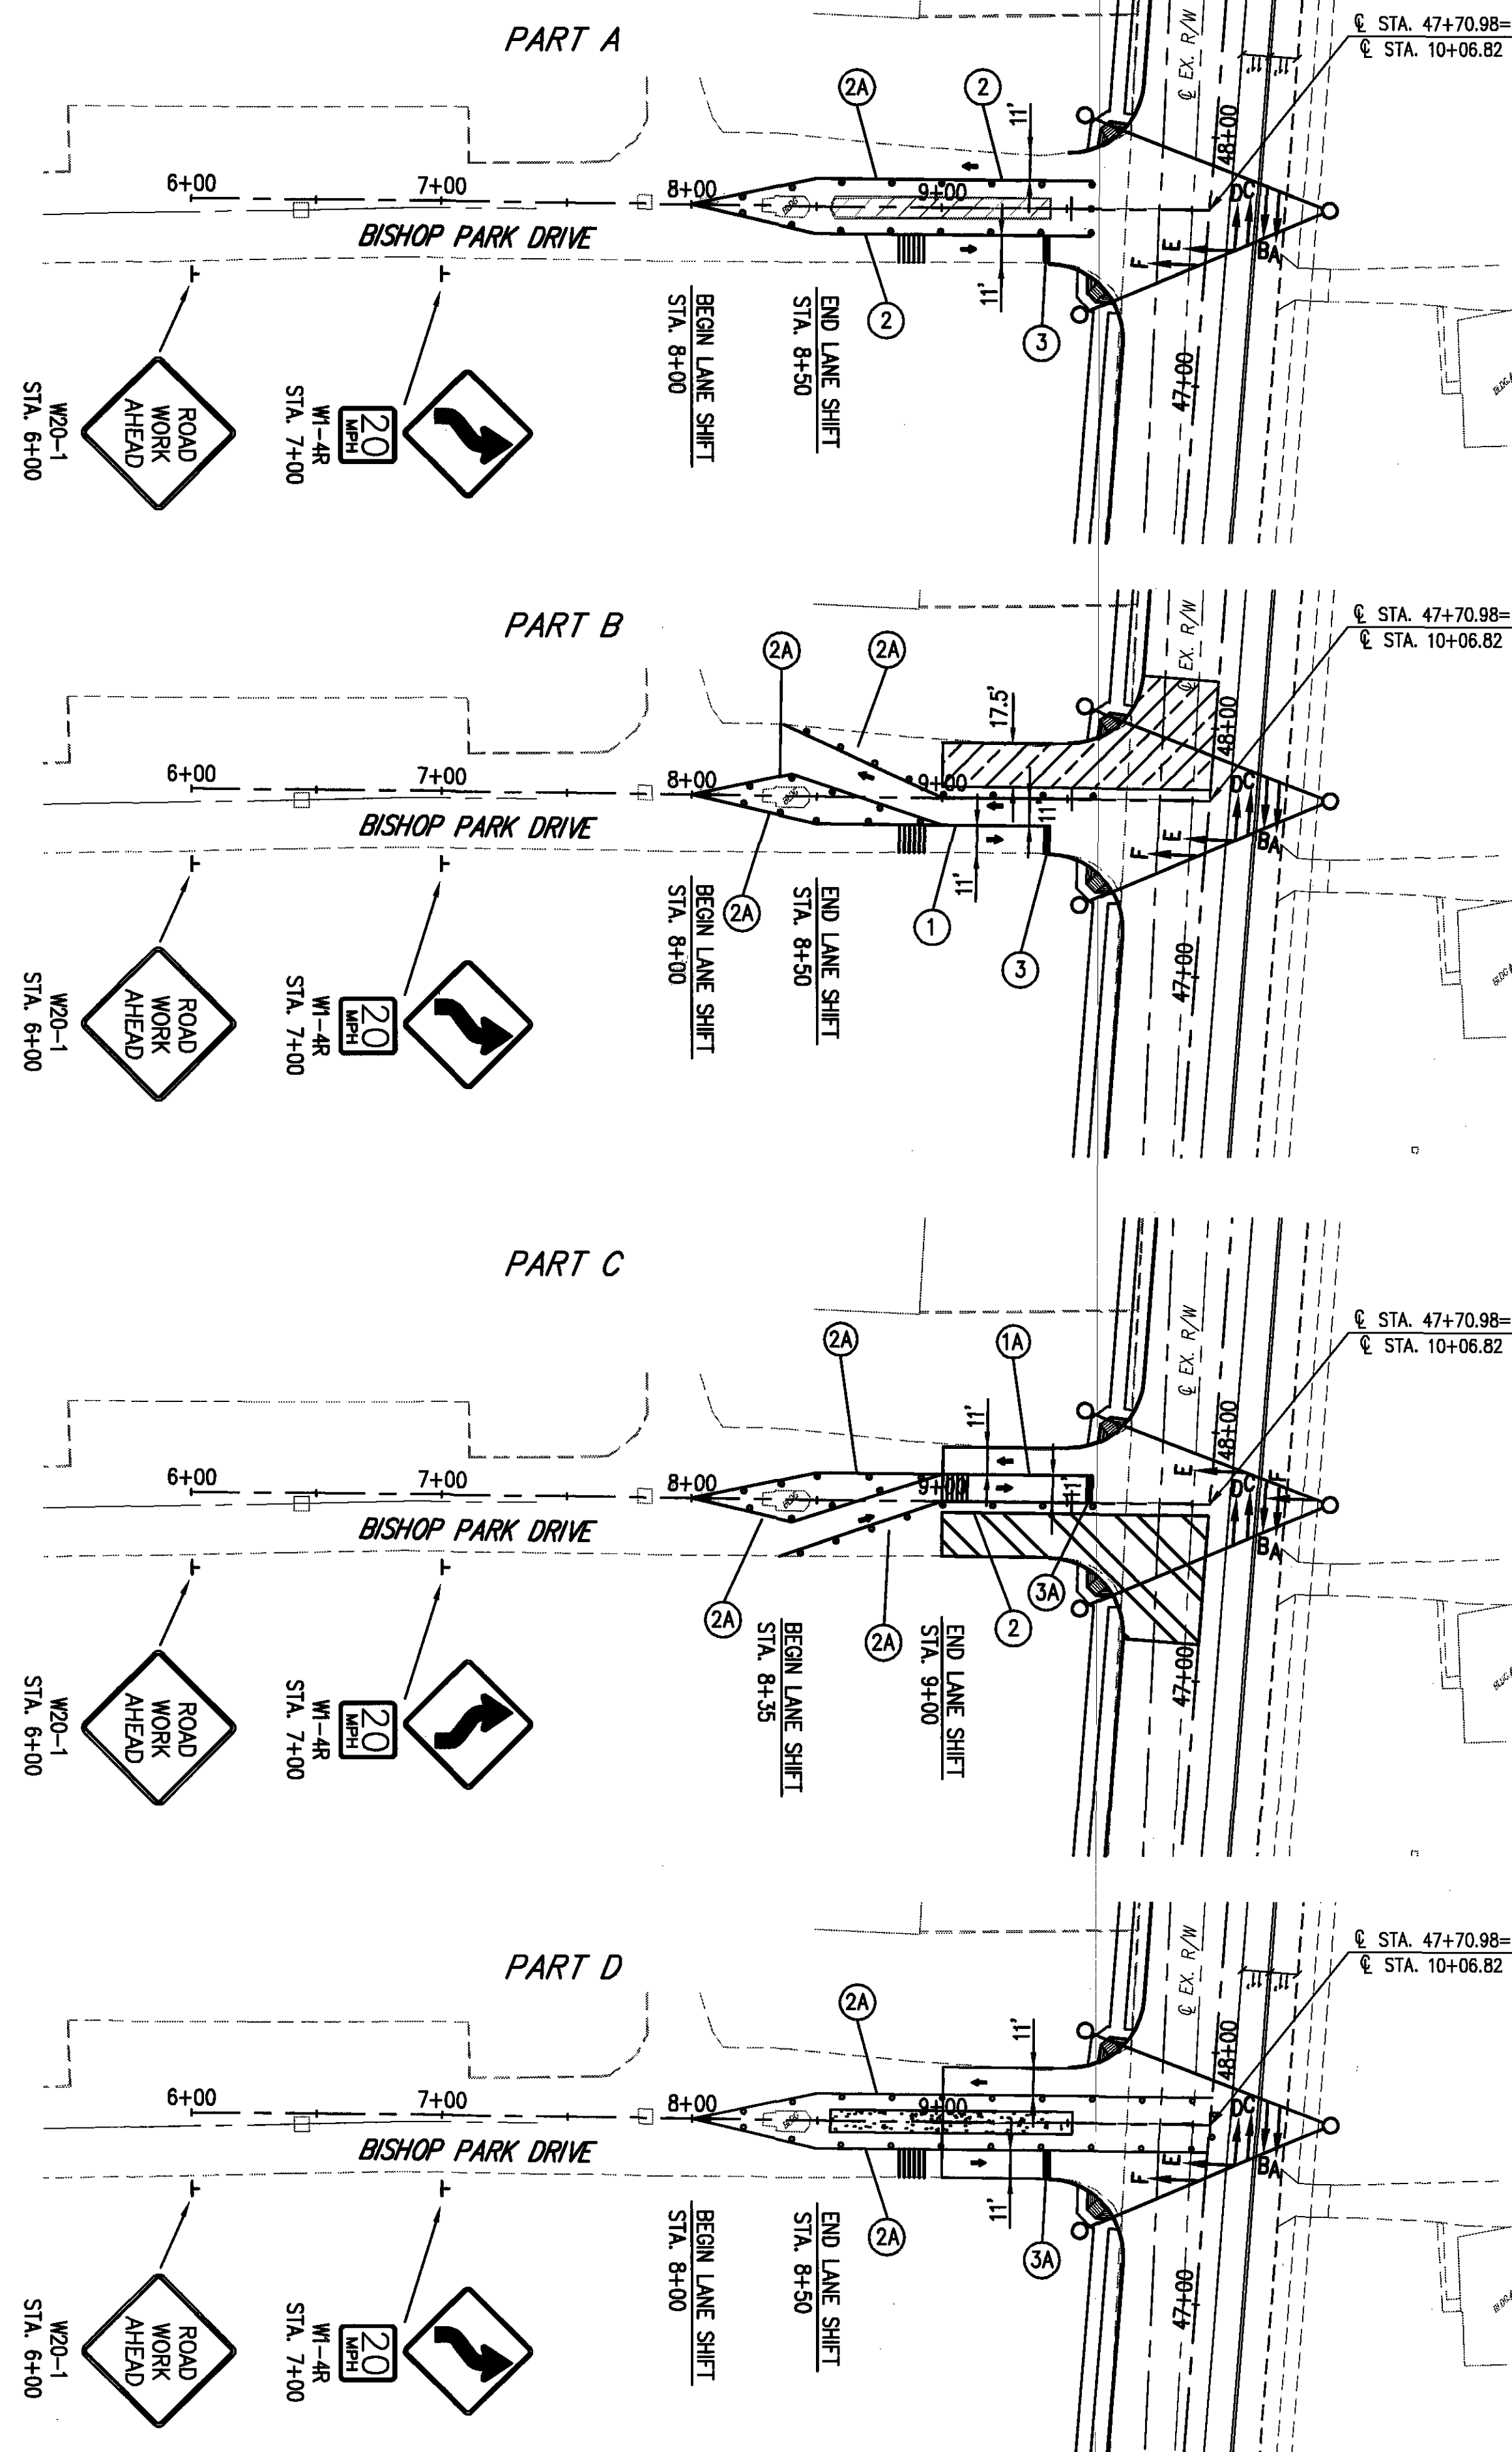 PART A
℄ STA. 47+70.98=
℄ STA. 10+06.82
℄ EX. R/W
11'
11'
2A
2
11'
48+00
6+00
7+00
8+00
9+00
D
C
BISHOP PARK DRIVE
E
F
B
A
11'
2
3
47+00
BEGIN LANE SHIFT
STA. 8+00
END LANE SHIFT
STA. 8+50
ROAD
WORK
AHEAD
W20-1
STA. 6+00
20
MPH
W1-4R
STA. 7+00
PART B
℄ STA. 47+70.98=
℄ STA. 10+06.82
℄ EX. R/W
2A
2A
17.5'
48+00
6+00
7+00
8+00
9+00
D
C
11'
BISHOP PARK DRIVE
E
F
B
A
11'
2A
1
3
47+00
BEGIN LANE SHIFT
STA. 8+00
END LANE SHIFT
STA. 8+50
ROAD
WORK
AHEAD
W20-1
STA. 6+00
20
MPH
W1-4R
STA. 7+00
PART C
℄ STA. 47+70.98=
℄ STA. 10+06.82
℄ EX. R/W
2A
1A
11'
48+00
6+00
7+00
8+00
9+00
E
F
D
C
11'
BISHOP PARK DRIVE
B
A
2A
2A
2
3A
47+00
BEGIN LANE SHIFT
STA. 8+35
END LANE SHIFT
STA. 9+00
ROAD
WORK
AHEAD
W20-1
STA. 6+00
20
MPH
W1-4R
STA. 7+00
PART D
℄ STA. 47+70.98=
℄ STA. 10+06.82
℄ EX. R/W
11'
11'
2A
11'
48+00
6+00
7+00
8+00
9+00
D
C
BISHOP PARK DRIVE
E
F
B
A
11'
2A
3A
47+00
BEGIN LANE SHIFT
STA. 8+00
END LANE SHIFT
STA. 8+50
ROAD
WORK
AHEAD
W20-1
STA. 6+00
20
MPH
W1-4R
STA. 7+00